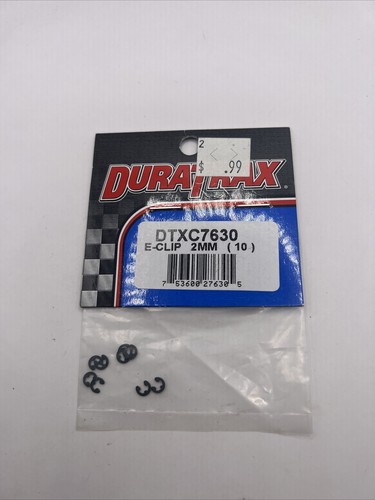 2
$ .99
DURATRAX
DTXC7630
E-CLIP 2MM (10)
7 53600 27630 5